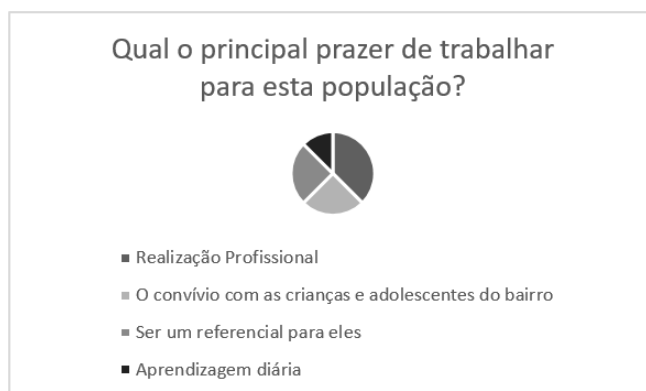 Qual o principal prazer de trabalhar
para esta população?
Realização Profissional
O convívio com as crianças e adolescentes do bairro
Ser um referencial para eles
Aprendizagem diária